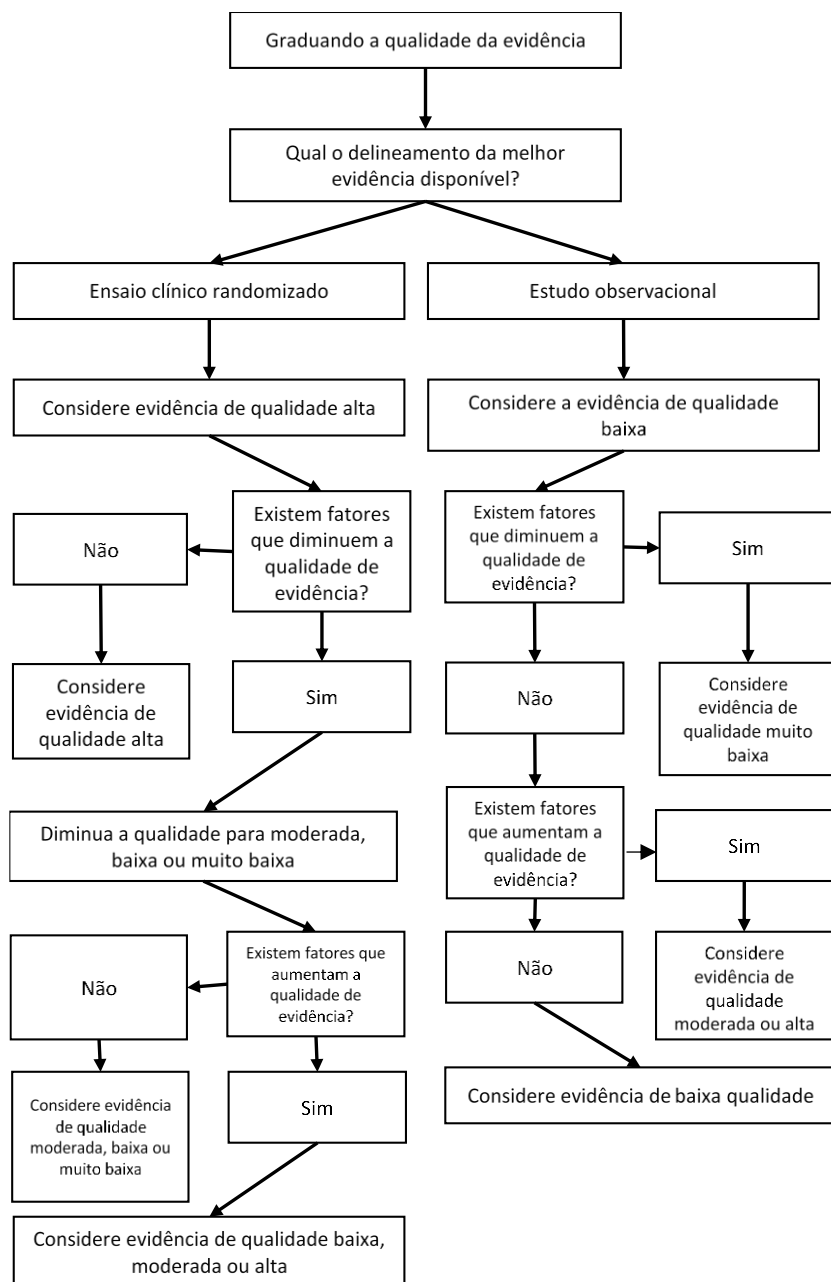 Graduando a qualidade da evidência
Qual o delineamento da melhor
evidência disponível?
Ensaio clínico randomizado
Estudo observacional
Considere evidência de qualidade alta
Considere a evidência de qualidade
baixa
Existem fatores
que diminuem a
qualidade de
evidência?
Não
Existem fatores
que diminuem a
qualidade de
evidência?
Sim
Considere
evidência de
qualidade alta
Sim
Não
Considere
evidência de
qualidade muito
baixa
Diminua a qualidade para moderada,
baixa ou muito baixa
Existem fatores
que aumentam a
qualidade de
evidência?
Sim
Não
Existem fatores que
aumentam a
qualidade de
evidência?
Não
Considere
evidência de
qualidade
moderada ou alta
Considere evidência
de qualidade
moderada, baixa ou
muito baixa
Sim
Considere evidência de baixa qualidade
Considere evidência de qualidade baixa,
moderada ou alta